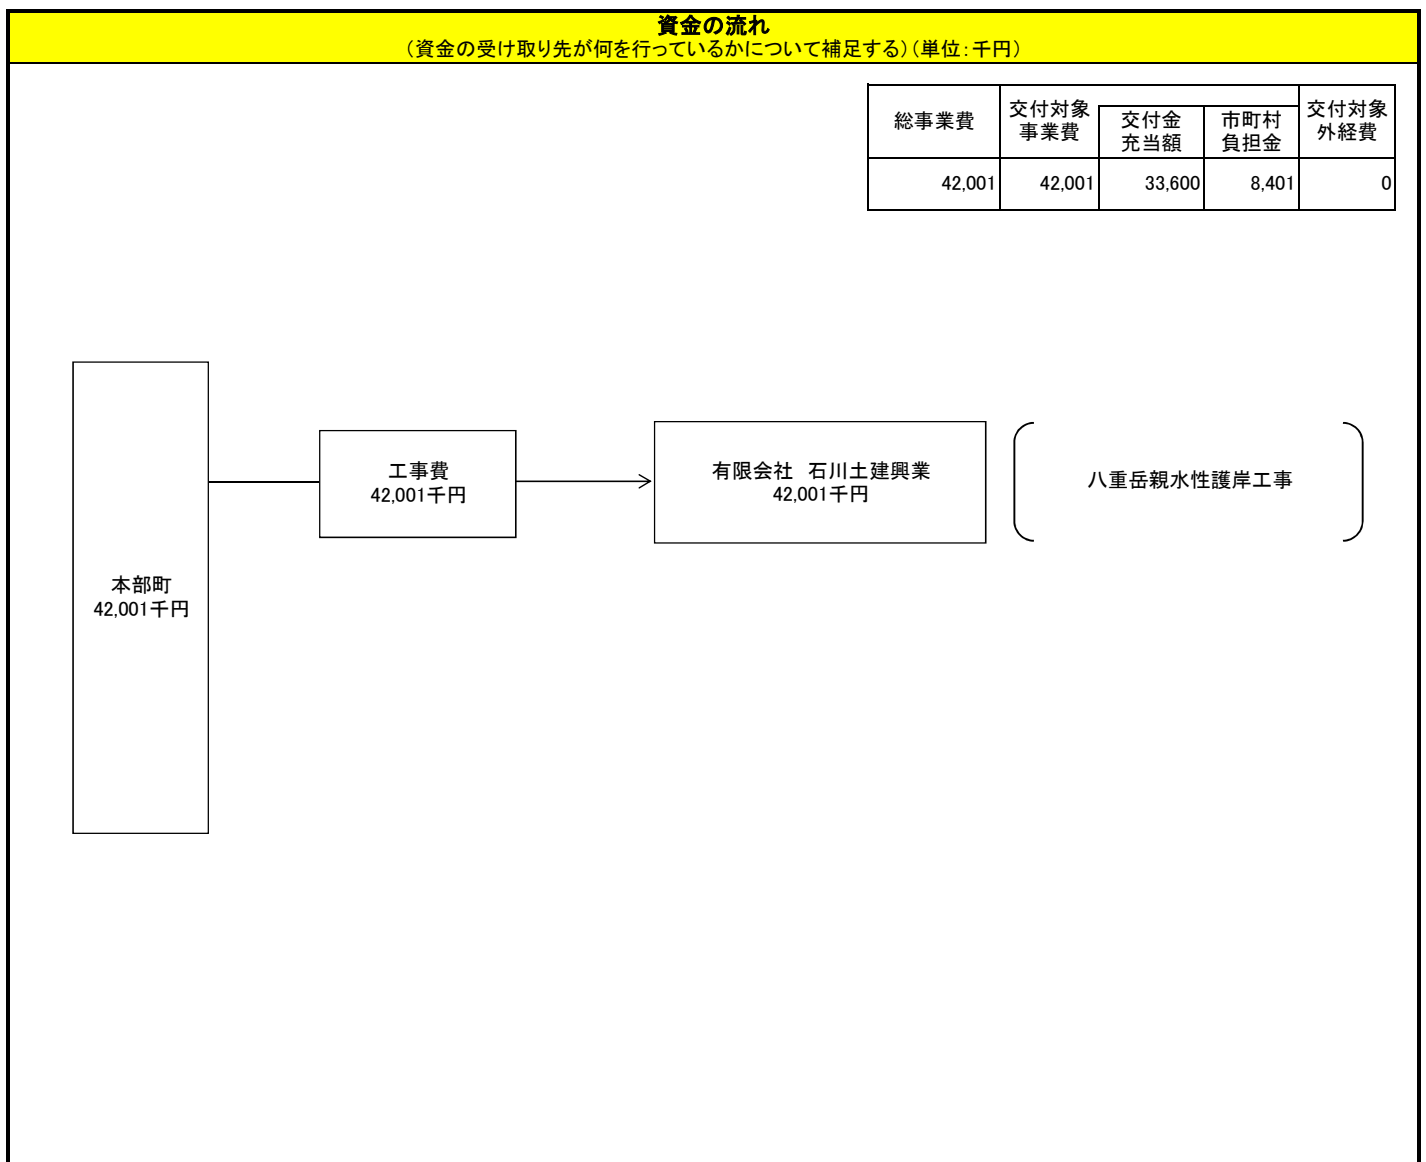 資金の流れ
（資金の受け取り先が何を行っているかについて補足する）（単位：千円）
総事業費
交付対象
事業費
交付金
充当額
市町村
負担金
交付対象
外経費
42,001
42,001
33,600
8,401
0
本部町
42,001千円
工事費
42,001千円
有限会社　石川土建興業
42,001千円
八重岳親水性護岸工事